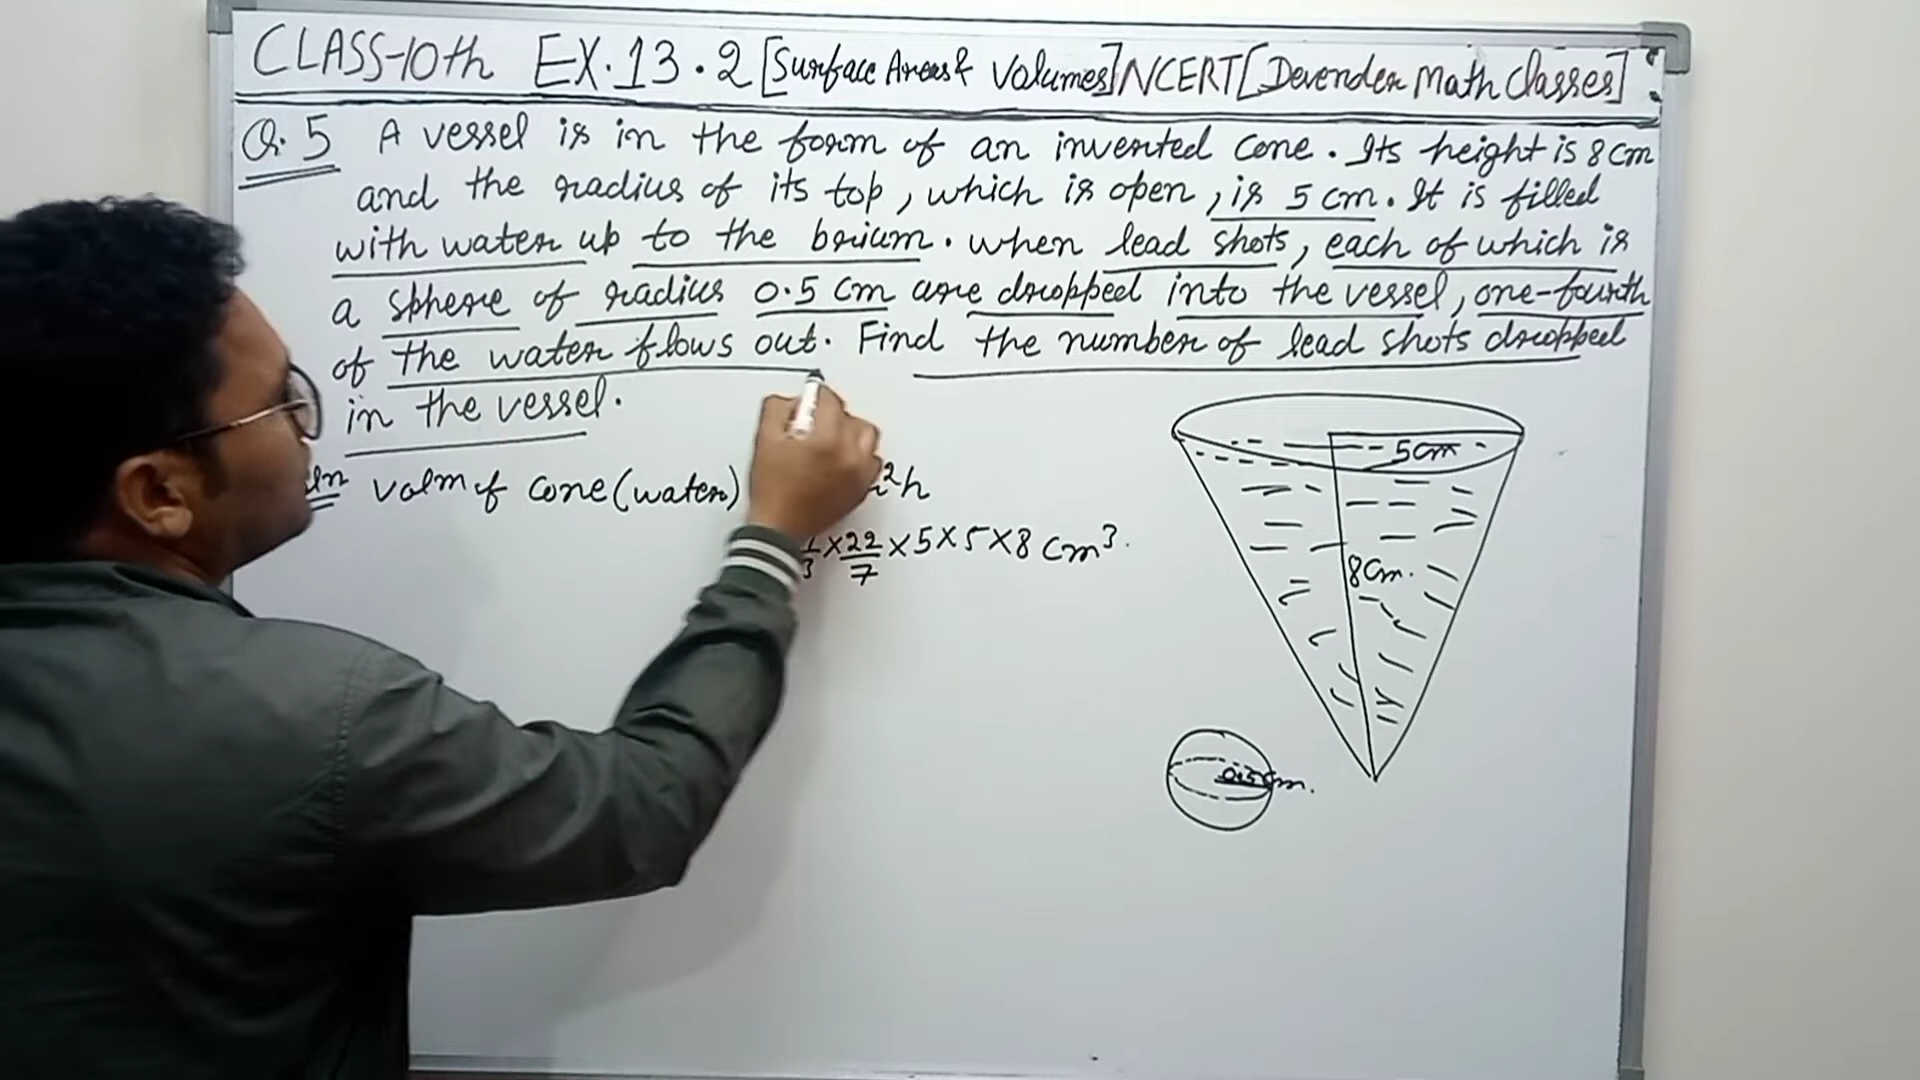 CLASS-10th EX.13.2 [Surface Areas & Volumes] NCERT [Devender Math Classes]
Q.5 A vessel is in the form of an inverted cone. Its height is 8 cm
and the radius of its top, which is open, is 5 cm. It is filled
with water up to the brium. when lead shots, each of which is
a sphere of radius 0.5 cm are dropped into the vessel, one-fourth
of the water flows out. Find the number of lead shots dropped
in the vessel.
volm of cone (water) ²h
1/3 × 22/7 × 5 × 5 × 8 cm³.
5cm
8cm.
0.5cm.